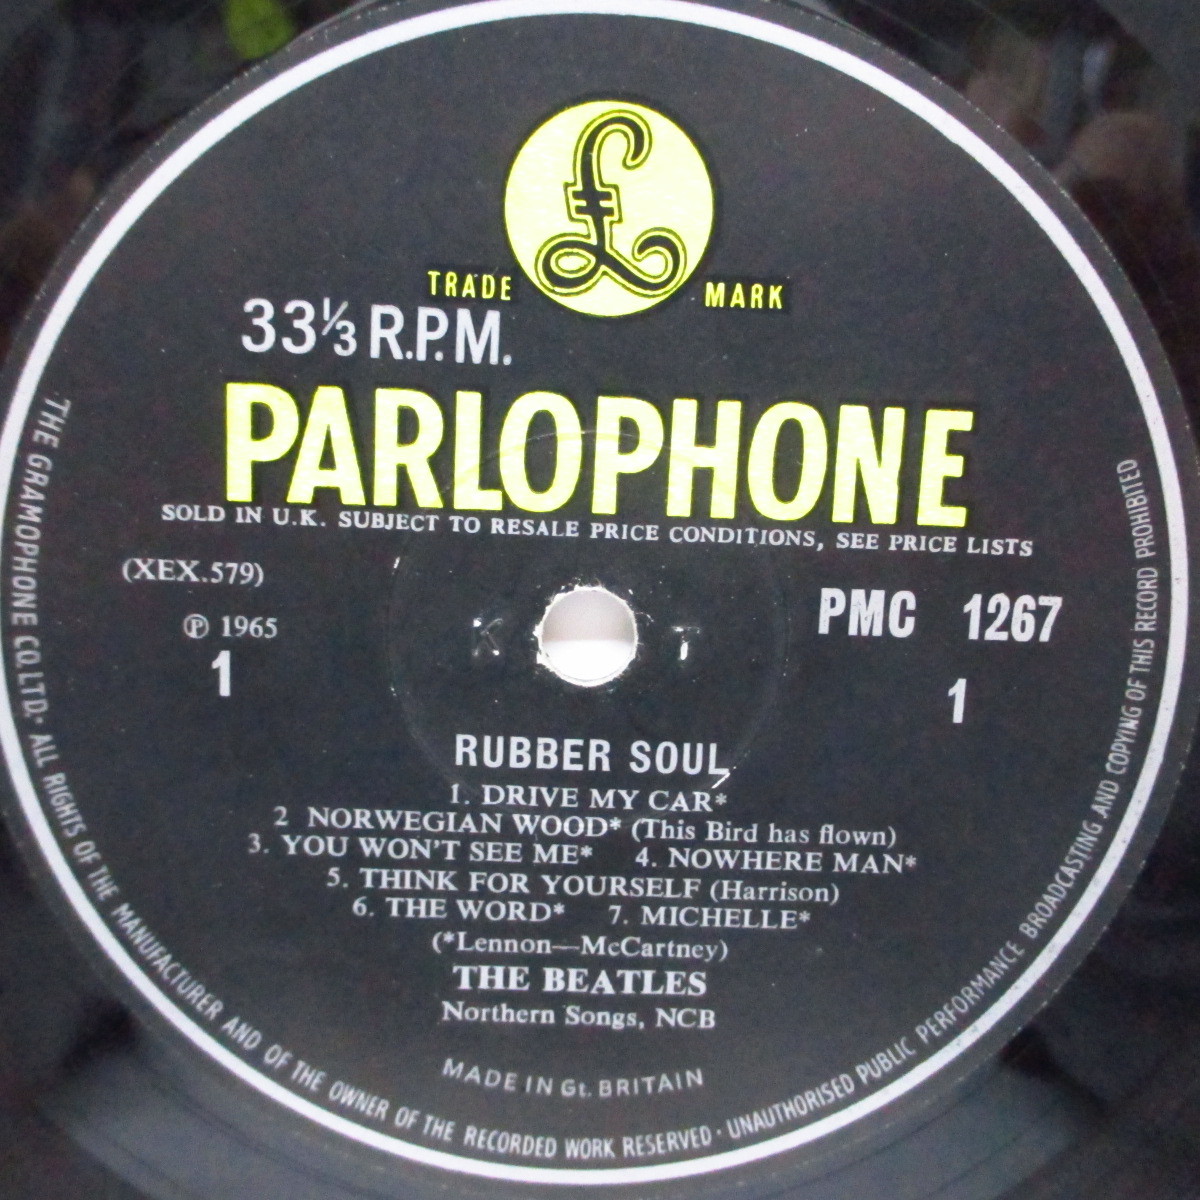 £
TRADE MARK
33⅓ R.P.M.
PARLOPHONE
SOLD IN U.K. SUBJECT TO RESALE PRICE CONDITIONS, SEE PRICE LISTS
(XEX.579)
℗ 1965
1
PMC 1267
1
K T
RUBBER SOUL
1. DRIVE MY CAR*
2 NORWEGIAN WOOD* (This Bird has flown)
3. YOU WON'T SEE ME* 4. NOWHERE MAN*
5. THINK FOR YOURSELF (Harrison)
6. THE WORD* 7. MICHELLE*
(*Lennon—McCartney)
THE BEATLES
Northern Songs, NCB
MADE IN Gt. BRITAIN
THE GRAMOPHONE CO. LTD. · ALL RIGHTS OF THE MANUFACTURER AND OF THE OWNER OF THE RECORDED WORK RESERVED · UNAUTHORISED PUBLIC PERFORMANCE BROADCASTING AND COPYING OF THIS RECORD PROHIBITED